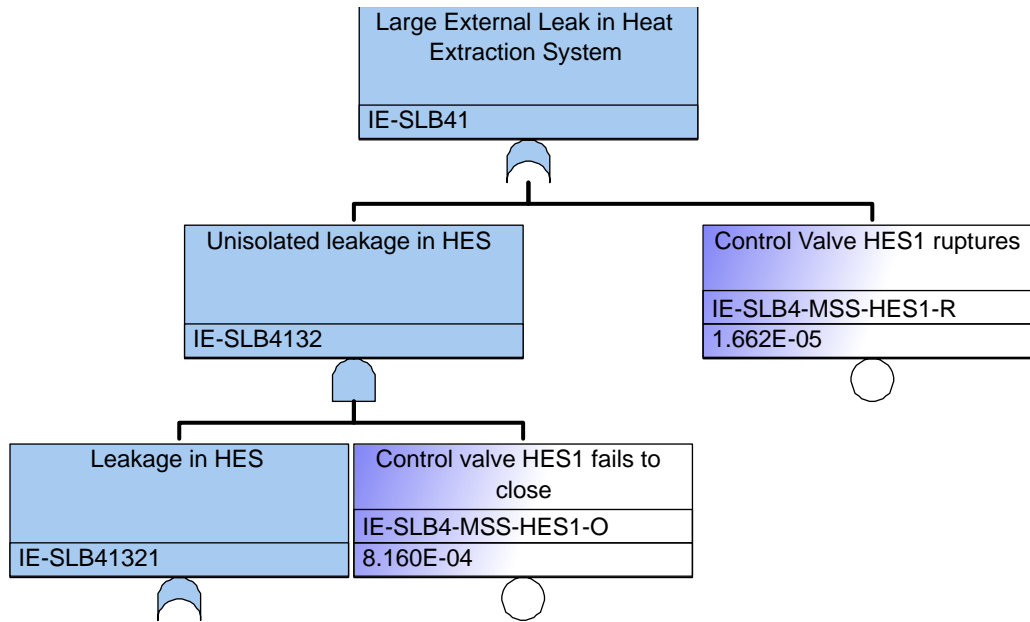 Large External Leak in Heat
Extraction System
IE-SLB41
Unisolated leakage in HES
IE-SLB4132
Control Valve HES1 ruptures
IE-SLB4-MSS-HES1-R
1.662E-05
Leakage in HES
IE-SLB41321
Control valve HES1 fails to
close
IE-SLB4-MSS-HES1-O
8.160E-04